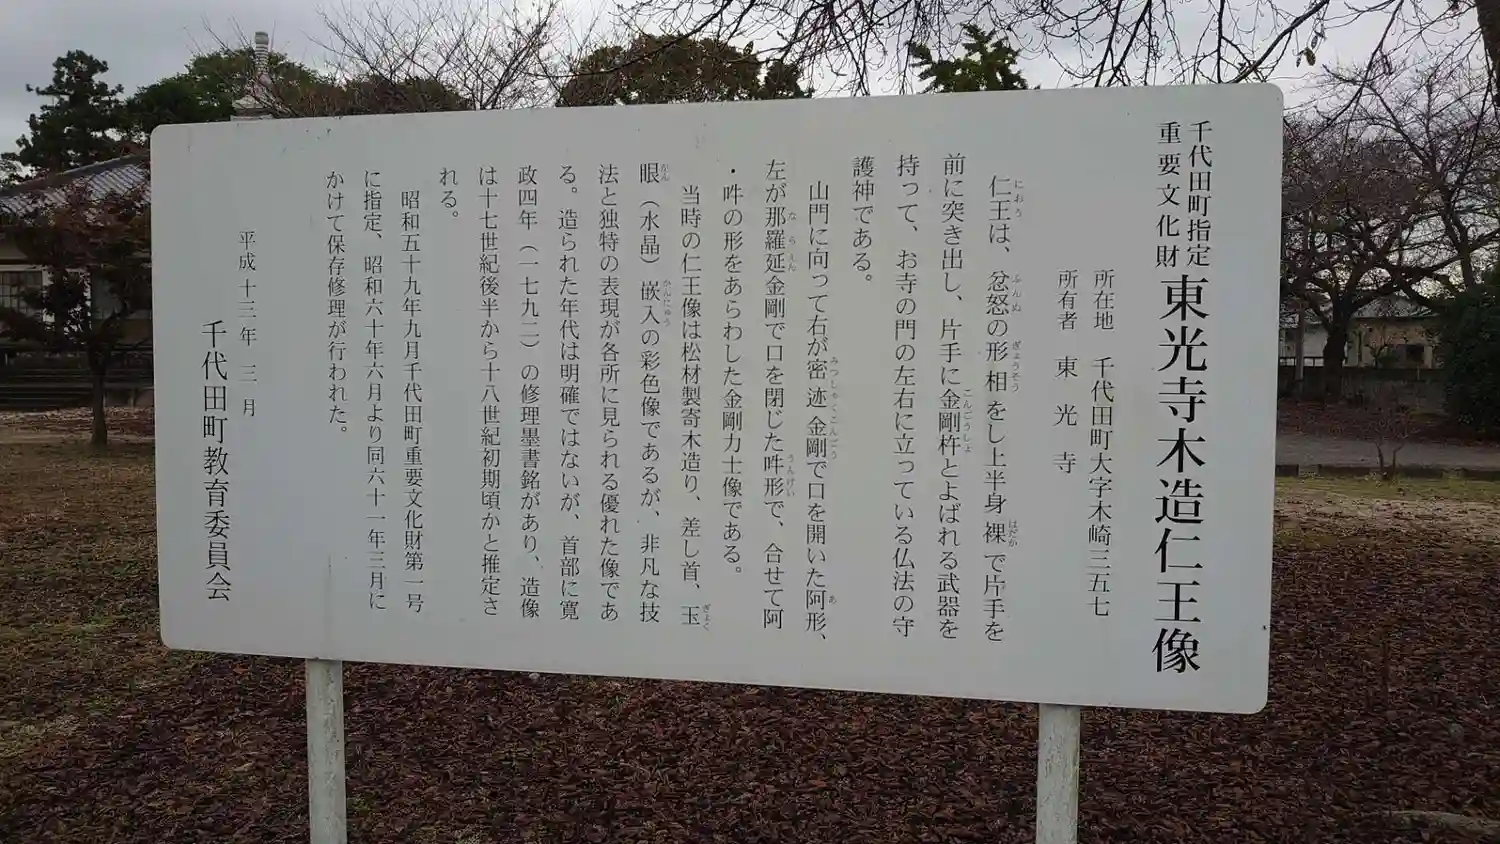 千代田町指定
重要文化財
東光寺木造仁王像
所在地　千代田町大字木崎三五七
所有者　東光寺
仁王は、忿怒の形相をし上半身裸で片手を
前に突き出し、片手に金剛杵とよばれる武器を
持って、お寺の門の左右に立っている仏法の守
護神である。
山門に向って右が密迹金剛で口を開いた阿形、
左が那羅延金剛で口を閉じた吽形で、合せて阿
・吽の形をあらわした金剛力士像である。
当時の仁王像は松材製寄木造り、差し首、玉
眼（水晶）嵌入の彩色像であるが、非凡な技
法と独特の表現が各所に見られる優れた像であ
る。造られた年代は明確ではないが、首部に寛
政四年（一七九二）の修理墨書銘があり、造像
は十七世紀後半から十八世紀初期頃かと推定さ
れる。
昭和五十九年九月千代田町重要文化財第一号
に指定、昭和六十年六月より同六十一年三月に
かけて保存修理が行われた。
平成十三年三月
千代田町教育委員会